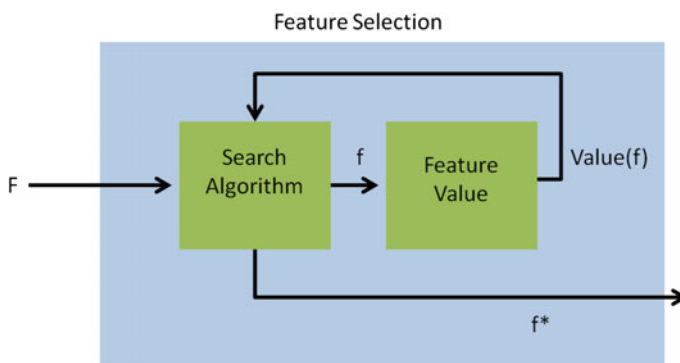 Feature Selection
F
Search
Algorithm
f
Feature
Value
Value(f)
f*